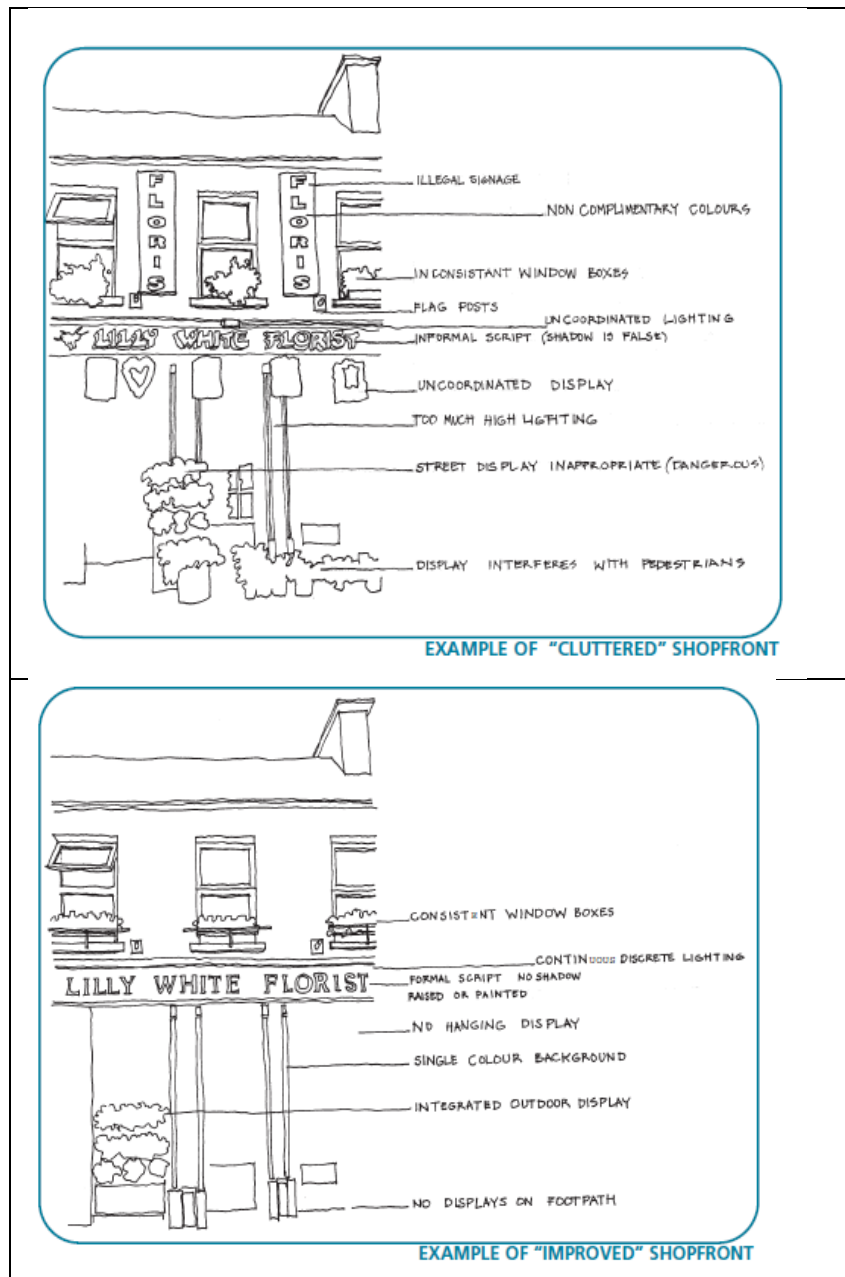 FLORIS
FLORIS
ILLEGAL SIGNAGE
NON COMPLIMENTARY COLOURS
INCONSISTANT WINDOW BOXES
FLAG POSTS
UNCOORDINATED LIGHTING
LILLY WHITE FLORIST
INFORMAL SCRIPT (SHADOW IS FALSE)
UNCOORDINATED DISPLAY
TOO MUCH HIGH LIGHTING
STREET DISPLAY INAPPROPRIATE (DANGEROUS)
DISPLAY INTERFERES WITH PEDESTRIANS
EXAMPLE OF "CLUTTERED" SHOPFRONT
CONSISTENT WINDOW BOXES
CONTINUOUS DISCRETE LIGHTING
LILLY WHITE FLORIST
FORMAL SCRIPT NO SHADOW
RAISED OR PAINTED
NO HANGING DISPLAY
SINGLE COLOUR BACKGROUND
INTEGRATED OUTDOOR DISPLAY
NO DISPLAYS ON FOOTPATH
EXAMPLE OF "IMPROVED" SHOPFRONT